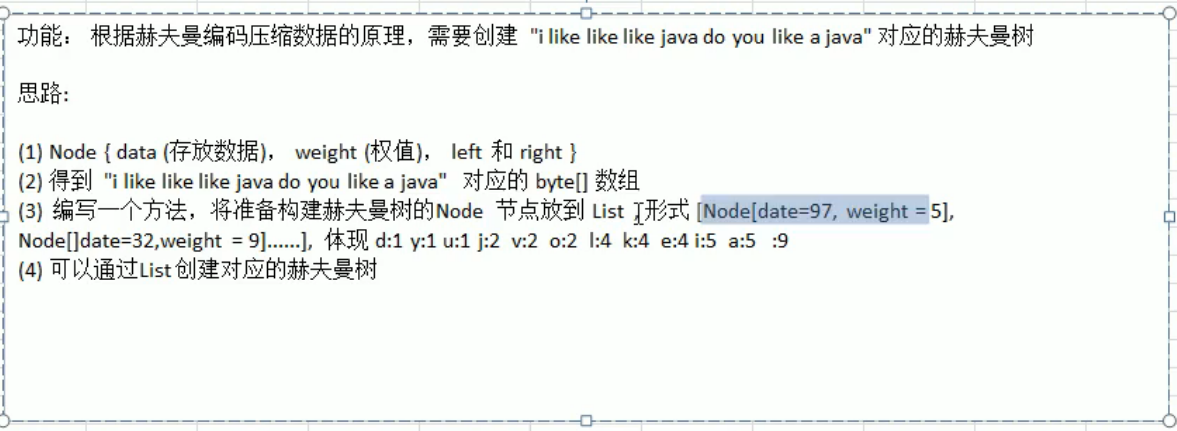 功能： 根据赫夫曼编码压缩数据的原理，需要创建 "i like like like java do you like a java" 对应的赫夫曼树
思路：
(1) Node { data (存放数据)， weight (权值)， left 和 right }
(2) 得到 "i like like like java do you like a java" 对应的 byte[] 数组
(3) 编写一个方法，将准备构建赫夫曼树的Node 节点放到 List ，形式 [Node[date=97, weight = 5],
Node[]date=32,weight = 9]......], 体现 d:1 y:1 u:1 j:2 v:2 o:2 l:4 k:4 e:4 i:5 a:5 :9
(4) 可以通过List 创建对应的赫夫曼树